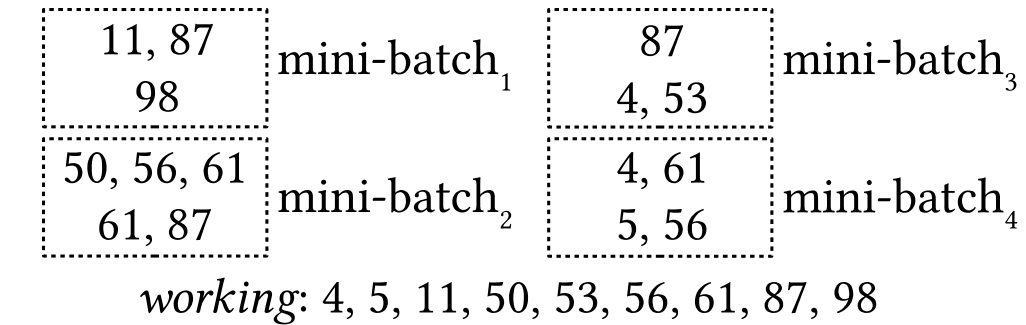 11, 87
98
mini-batch1
50, 56, 61
61, 87
mini-batch2
87
4, 53
mini-batch3
4, 61
5, 56
mini-batch4
working: 4, 5, 11, 50, 53, 56, 61, 87, 98